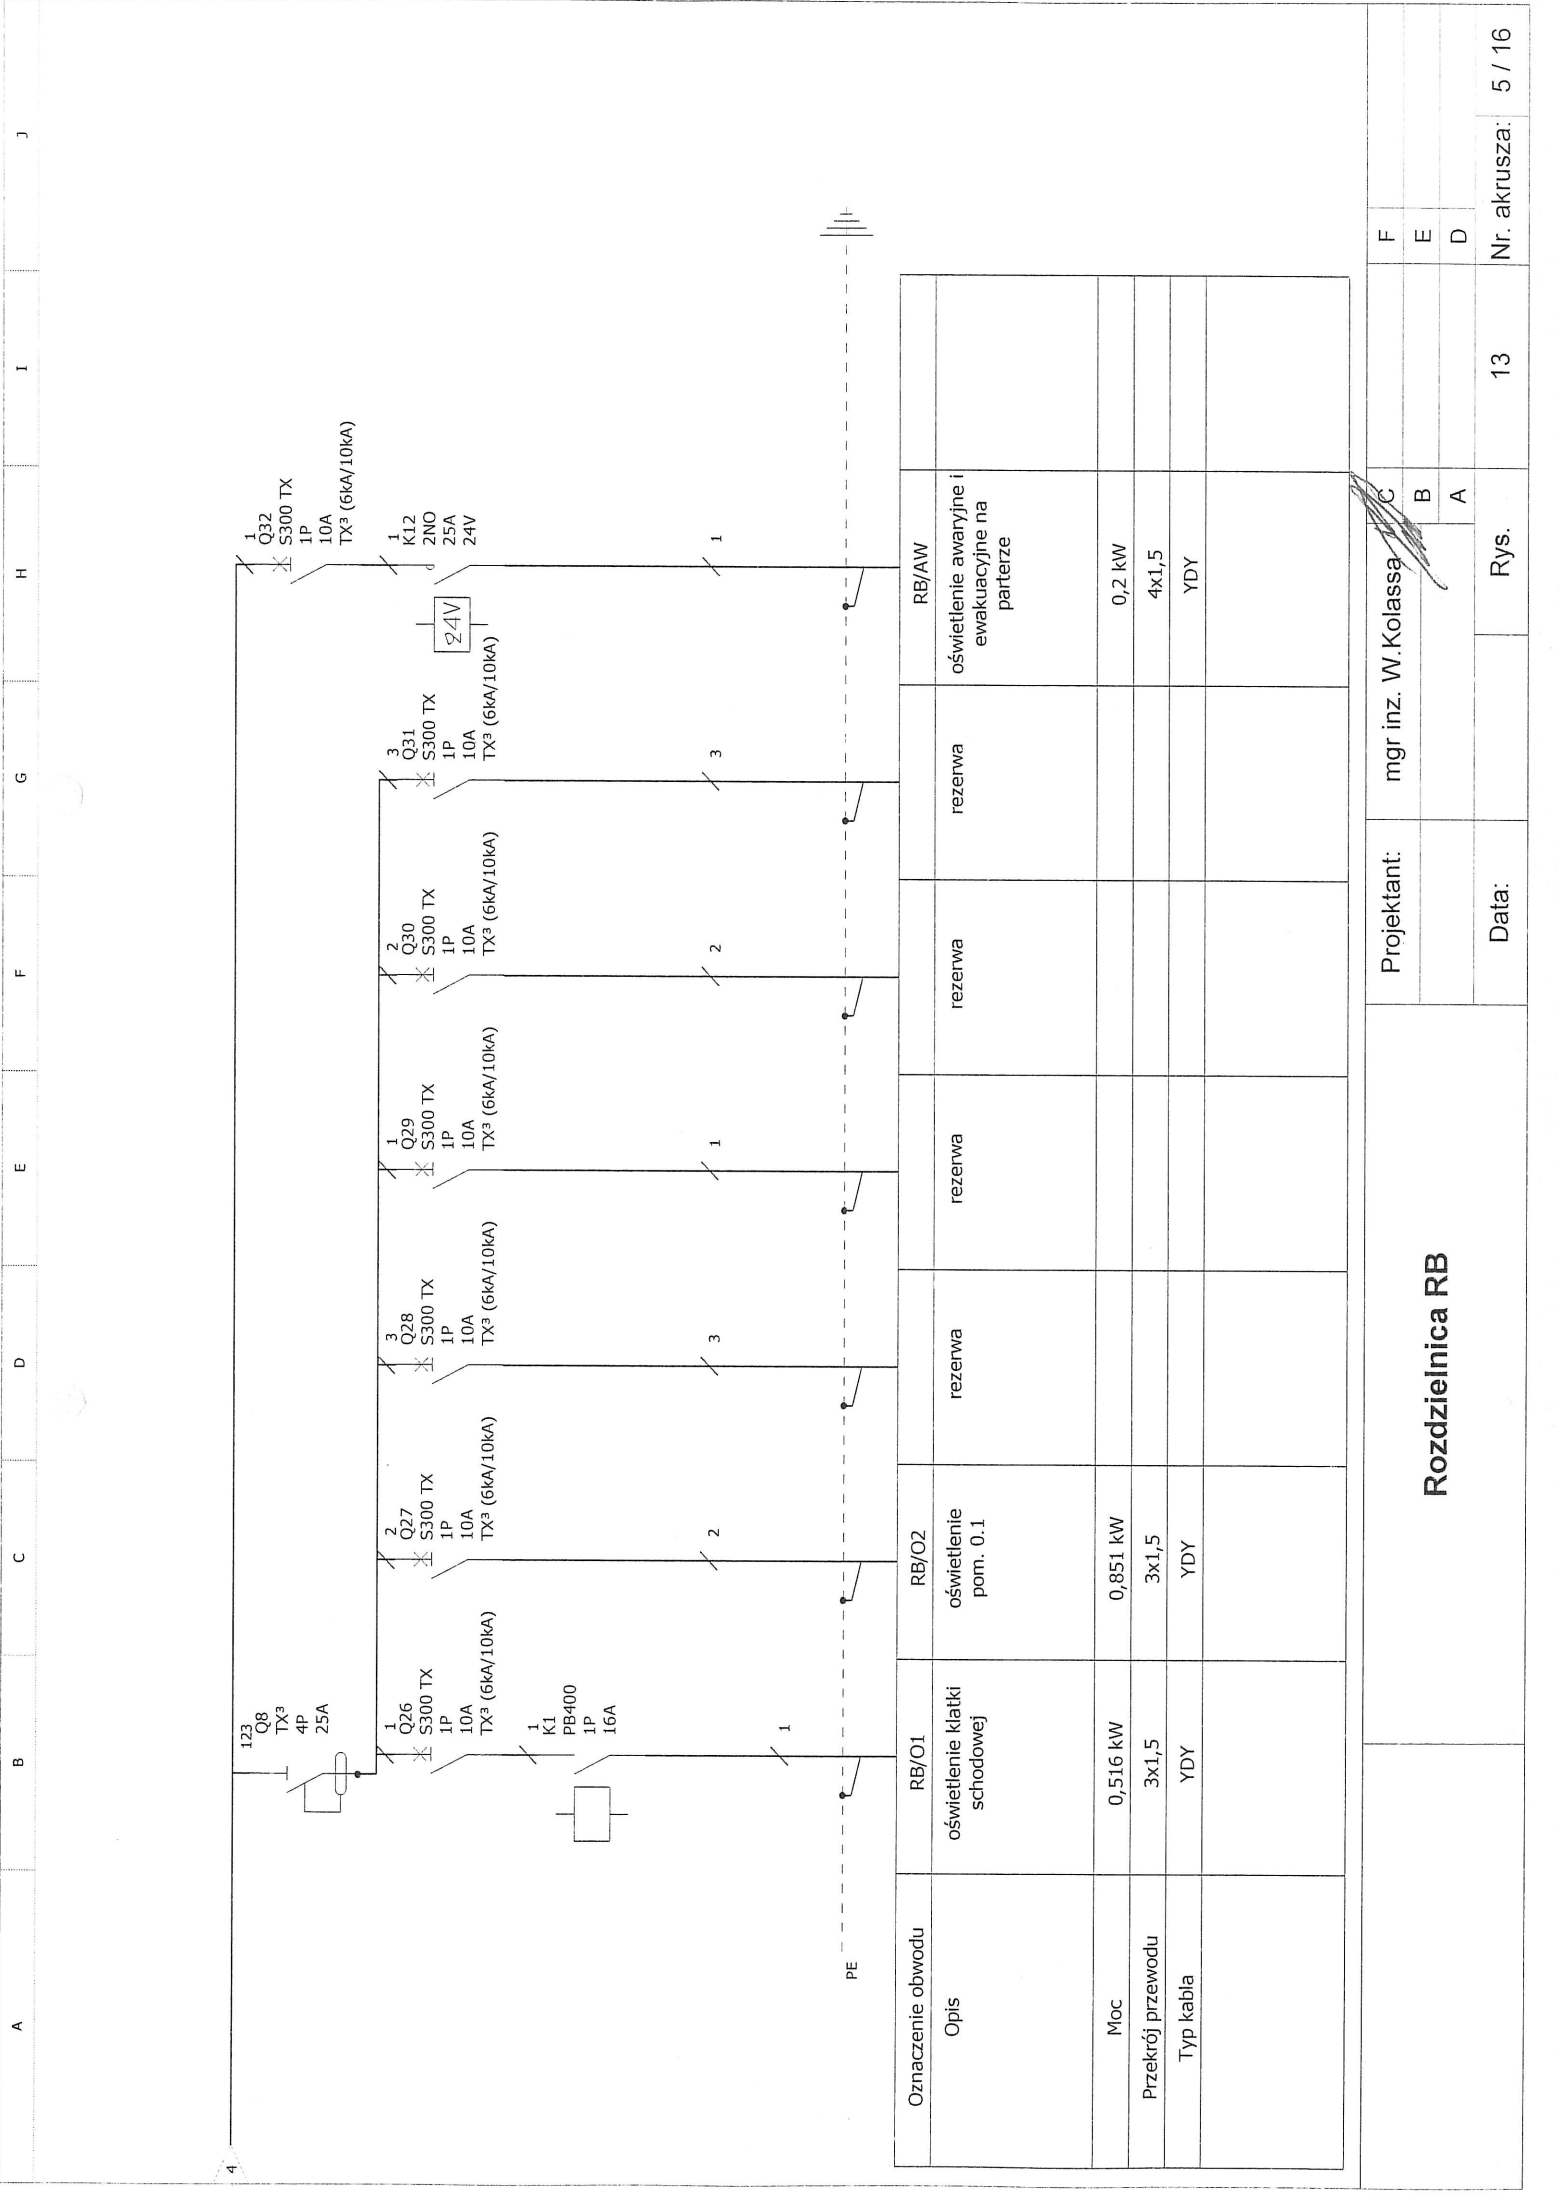 A B C D E F G H I J
4
123
Q8
TX³
4P
25A
1
Q26
S300 TX
1P
10A
TX³ (6kA/10kA)
1
K1
PB400
1P
16A
1
2
Q27
S300 TX
1P
10A
TX³ (6kA/10kA)
2
3
Q28
S300 TX
1P
10A
TX³ (6kA/10kA)
3
1
Q29
S300 TX
1P
10A
TX³ (6kA/10kA)
1
2
Q30
S300 TX
1P
10A
TX³ (6kA/10kA)
2
3
Q31
S300 TX
1P
10A
TX³ (6kA/10kA)
3
1
Q32
S300 TX
1P
10A
TX³ (6kA/10kA)
1
K12
2NO
25A
24V
24V
1
PE
Oznaczenie obwodu RB/O1 RB/O2 RB/AW
Opis oświetlenie klatki oświetlenie rezerwa rezerwa rezerwa rezerwa oświetlenie awaryjne i
schodowej pom. 0.1 ewakuacyjne na
parterze
Moc 0,516 kW 0,851 kW 0,2 kW
Przekrój przewodu 3x1,5 3x1,5 4x1,5
Typ kabla YDY YDY YDY
Rozdzielnica RB
Projektant: mgr inz. W.Kolassa C F
B E
A D
Data: Rys. 13 Nr. akrusza: 5 / 16